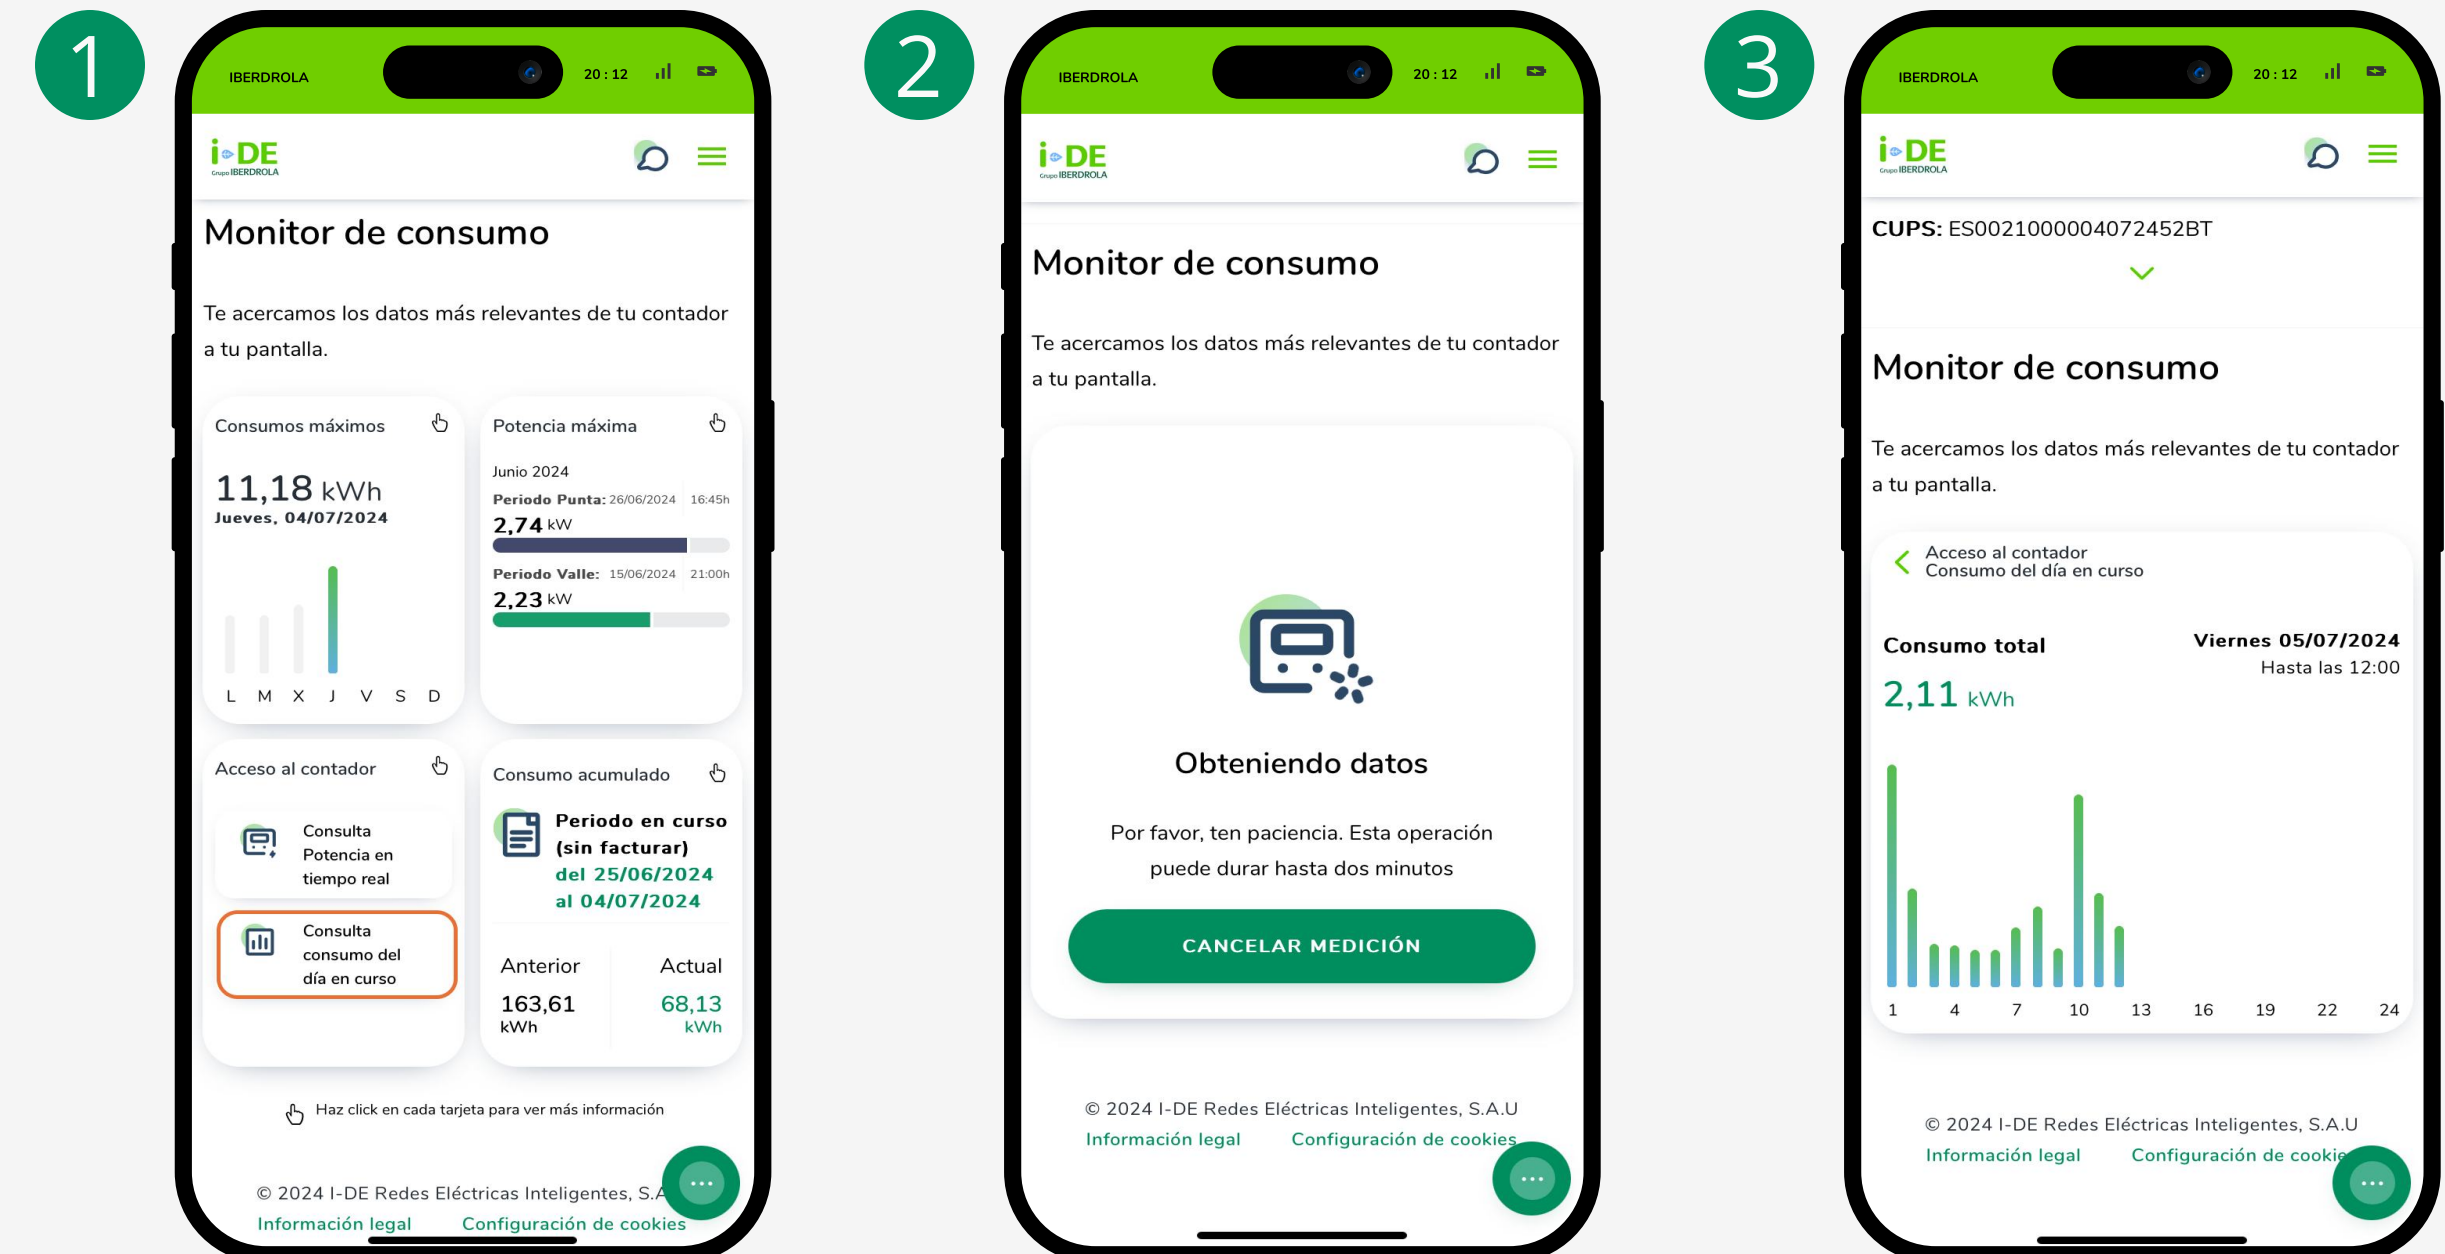 1
IBERDROLA
20 : 12
i-DE
Grupo IBERDROLA
Monitor de consumo
Te acercamos los datos más relevantes de tu contador
a tu pantalla.
Consumos máximos
11,18 kWh
Jueves, 04/07/2024
L M X J V S D
Potencia máxima
Junio 2024
Periodo Punta: 26/06/2024 16:45h
2,74 kW
Periodo Valle: 15/06/2024 21:00h
2,23 kW
Acceso al contador
Consulta
Potencia en
tiempo real
Consulta
consumo del
día en curso
Consumo acumulado
Periodo en curso
(sin facturar)
del 25/06/2024
al 04/07/2024
Anterior Actual
163,61 68,13
kWh kWh
Haz click en cada tarjeta para ver más información
© 2024 I-DE Redes Eléctricas Inteligentes, S.A
Información legal Configuración de cookies
2
IBERDROLA
20 : 12
i-DE
Grupo IBERDROLA
Monitor de consumo
Te acercamos los datos más relevantes de tu contador
a tu pantalla.
Obteniendo datos
Por favor, ten paciencia. Esta operación
puede durar hasta dos minutos
CANCELAR MEDICIÓN
© 2024 I-DE Redes Eléctricas Inteligentes, S.A.U
Información legal Configuración de cookies
3
IBERDROLA
20 : 12
i-DE
Grupo IBERDROLA
CUPS: ES0021000004072452BT
Monitor de consumo
Te acercamos los datos más relevantes de tu contador
a tu pantalla.
Acceso al contador
Consumo del día en curso
Consumo total
2,11 kWh
Viernes 05/07/2024
Hasta las 12:00
1 4 7 10 13 16 19 22 24
© 2024 I-DE Redes Eléctricas Inteligentes, S.A.U
Información legal Configuración de cookie